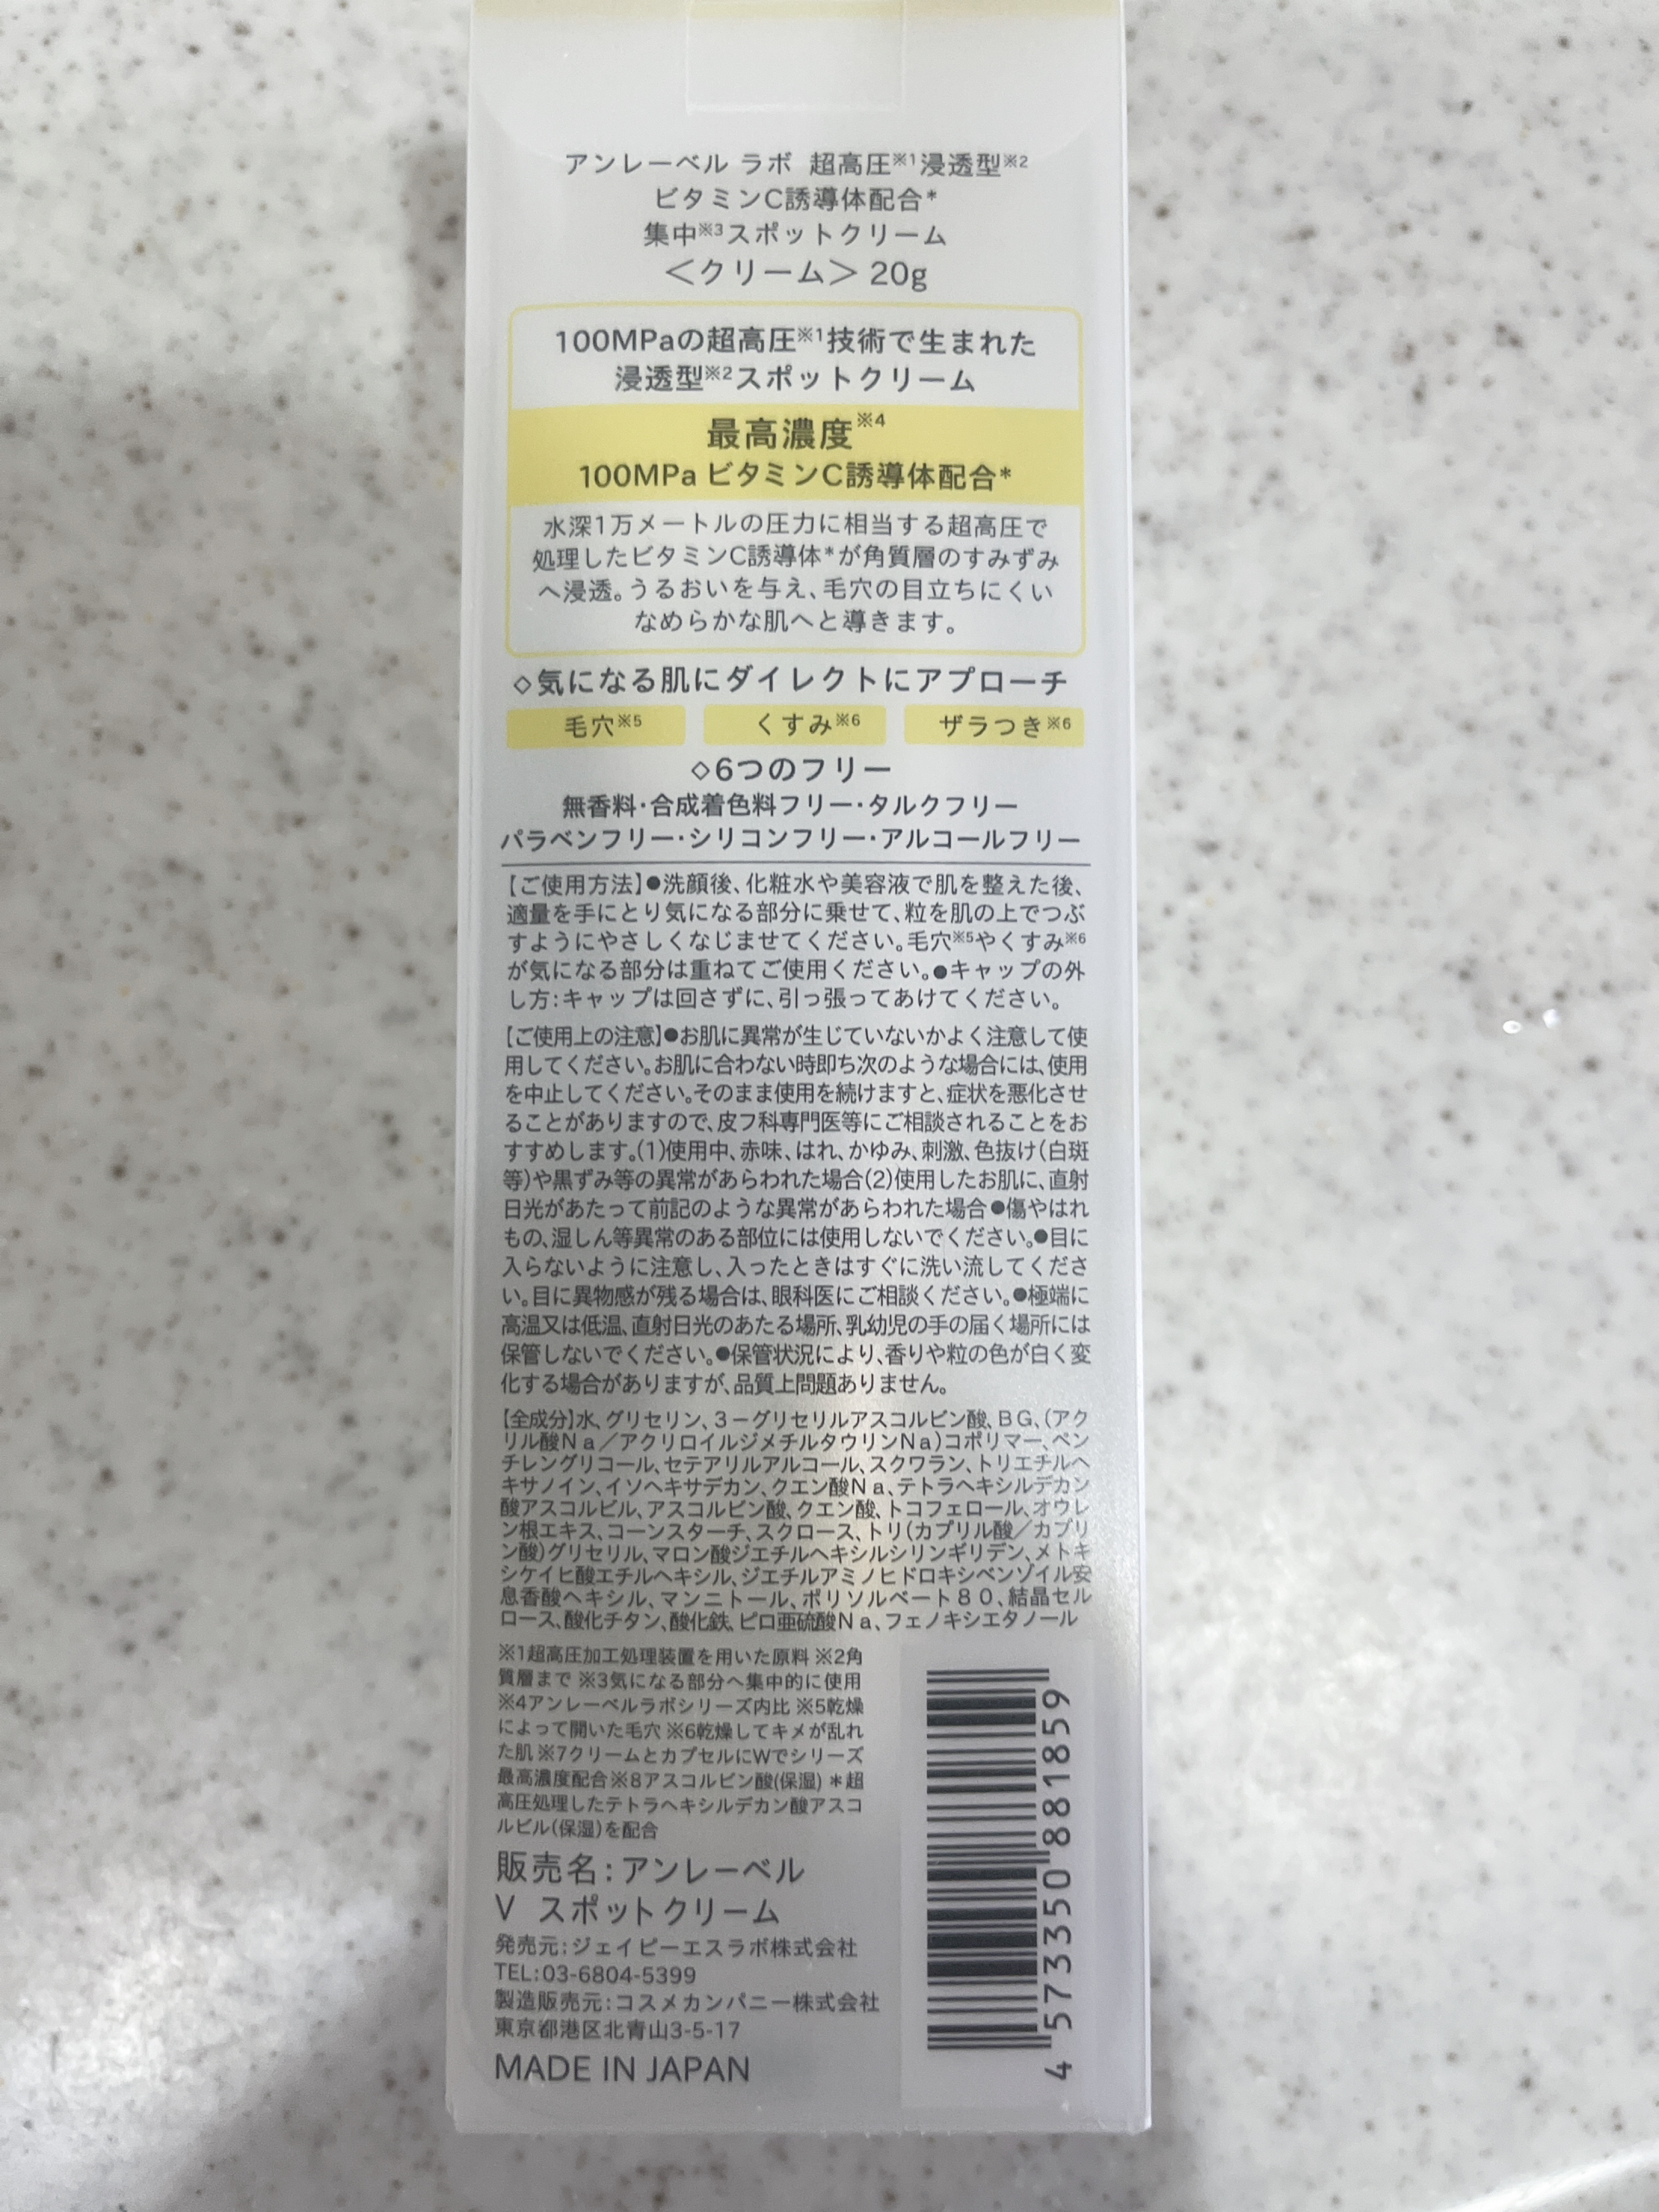 アンレーベル ラボ 超高圧※1浸透型※2
ビタミンC誘導体配合*
集中※3スポットクリーム
＜クリーム＞ 20g
100MPaの超高圧※1技術で生まれた
浸透型※2スポットクリーム
最高濃度※4
100MPa ビタミンC誘導体配合*
水深1万メートルの圧力に相当する超高圧で
処理したビタミンC誘導体*が角質層のすみずみ
へ浸透。うるおいを与え、毛穴の目立ちにくい
なめらかな肌へと導きます。
◇気になる肌にダイレクトにアプローチ
毛穴※5 くすみ※6 ザラつき※6
◇6つのフリー
無香料・合成着色料フリー・タルクフリー
パラベンフリー・シリコンフリー・アルコールフリー
【ご使用方法】●洗顔後、化粧水や美容液で肌を整えた後、
適量を手にとり気になる部分に乗せて、粒を肌の上でつぶ
すようにやさしくなじませてください。毛穴※5やくすみ※6
が気になる部分は重ねてご使用ください。●キャップの外
し方：キャップは回さずに、引っ張ってあけてください。
【ご使用上の注意】●お肌に異常が生じていないかよく注意して使
用してください。お肌に合わない時即ち次のような場合には、使用
を中止してください。そのまま使用を続けますと、症状を悪化させ
ることがありますので、皮フ科専門医等にご相談されることをお
すすめします。(1)使用中、赤味、はれ、かゆみ、刺激、色抜け(白斑
等)や黒ずみ等の異常があらわれた場合(2)使用したお肌に、直射
日光があたって前記のような異常があらわれた場合●傷やはれ
もの、湿しん等異常のある部位には使用しないでください。●目に
入らないように注意し、入ったときはすぐに洗い流してくださ
い。目に異物感が残る場合は、眼科医にご相談ください。●極端に
高温又は低温、直射日光のあたる場所、乳幼児の手の届く場所には
保管しないでください。●保管状況により、香りや粒の色が白く変
化する場合がありますが、品質上問題ありません。
【全成分】水、グリセリン、３－グリセリルアスコルビン酸、ＢＧ、（アク
リル酸Ｎａ／アクリロイルジメチルタウリンＮａ）コポリマー、ペン
チレングリコール、セテアリルアルコール、スクワラン、トリエチルヘ
キサノイン、イソヘキサデカン、クエン酸Ｎａ、テトラヘキシルデカン
酸アスコルビル、アスコルビン酸、クエン酸、トコフェロール、オウレ
ン根エキス、コーンスターチ、スクロース、トリ（カプリル酸／カプリ
ン酸）グリセリル、マロン酸ジエチルヘキシルシリンギリデン、メトキ
シケイヒ酸エチルヘキシル、ジエチルアミノヒドロキシベンゾイル安
息香酸ヘキシル、マンニトール、ポリソルベート８０、結晶セル
ロース、酸化チタン、酸化鉄、ピロ亜硫酸Ｎａ、フェノキシエタノール
※1超高圧加工処理装置を用いた原料 ※2角
質層まで ※3気になる部分へ集中的に使用
※4アンレーベルラボシリーズ内比 ※5乾燥
によって開いた毛穴 ※6乾燥してキメが乱れ
た肌 ※7クリームとカプセルにWでシリーズ
最高濃度配合※8アスコルビン酸(保湿) ＊超
高圧処理したテトラヘキシルデカン酸アスコ
ルビル(保湿)を配合
販売名：アンレーベル
V スポットクリーム
発売元：ジェイピーエスラボ株式会社
TEL：03-6804-5399
製造販売元：コスメカンパニー株式会社
東京都港区北青山3-5-17
MADE IN JAPAN
4 573350 881859